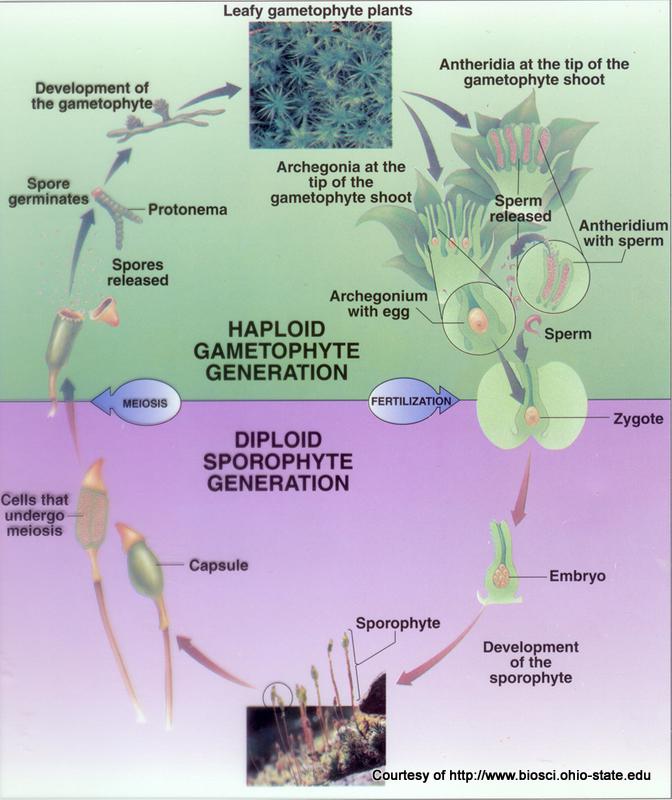 Leafy gametophyte plants
Development of
the gametophyte
Antheridia at the tip of the
gametophyte shoot
Archegonia at the
tip of the
gametophyte shoot
Spore
germinates
Protonema
Sperm
released
Antheridium
with sperm
Spores
released
Archegonium
with egg
Sperm
HAPLOID
GAMETOPHYTE
GENERATION
MEIOSIS
FERTILIZATION
Zygote
DIPLOID
SPOROPHYTE
GENERATION
Cells that
undergo
meiosis
Capsule
Embryo
Sporophyte
Development
of the
sporophyte
Courtesy of http://www.biosci.ohio-state.edu